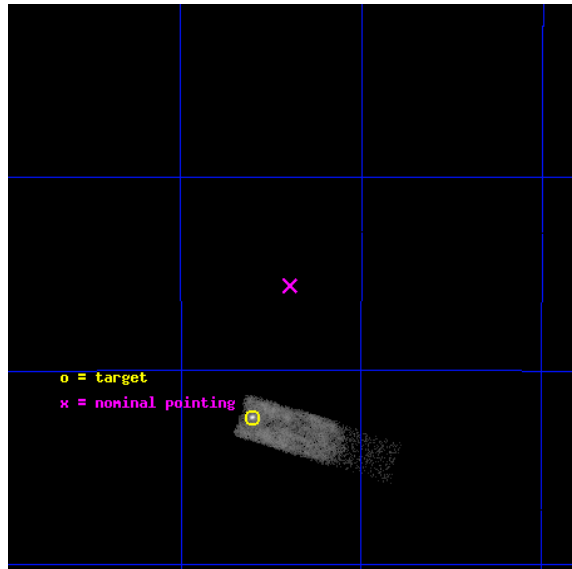 o = target
x = nominal pointing